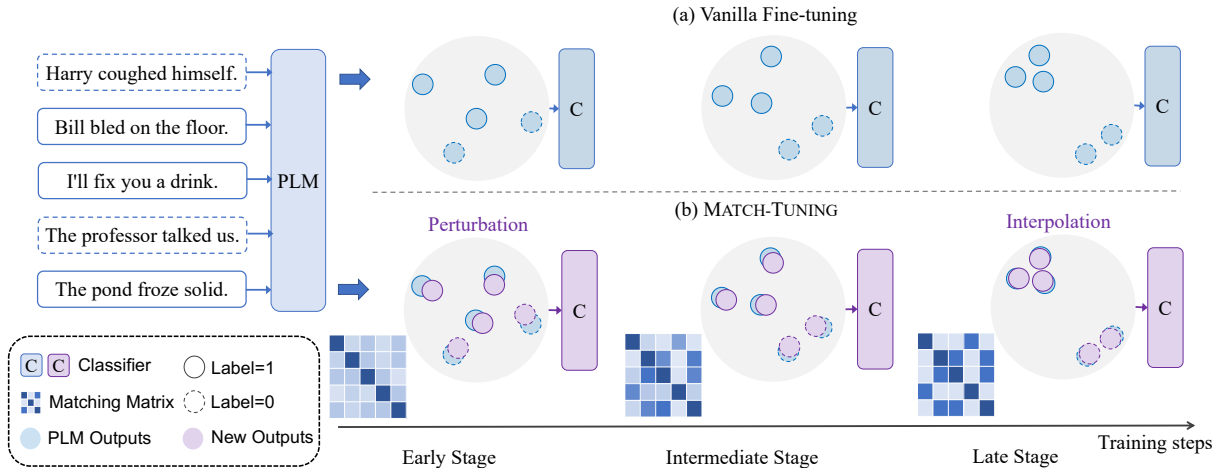 (a) Vanilla Fine-tuning
Harry coughed himself.
Bill bled on the floor.
I'll fix you a drink.
The professor talked us.
The pond froze solid.
PLM
C
C
C
(b) MATCH-TUNING
Perturbation
Interpolation
C
C
C
C C Classifier
Label=1
Matching Matrix
Label=0
PLM Outputs
New Outputs
Early Stage
Intermediate Stage
Late Stage
Training steps